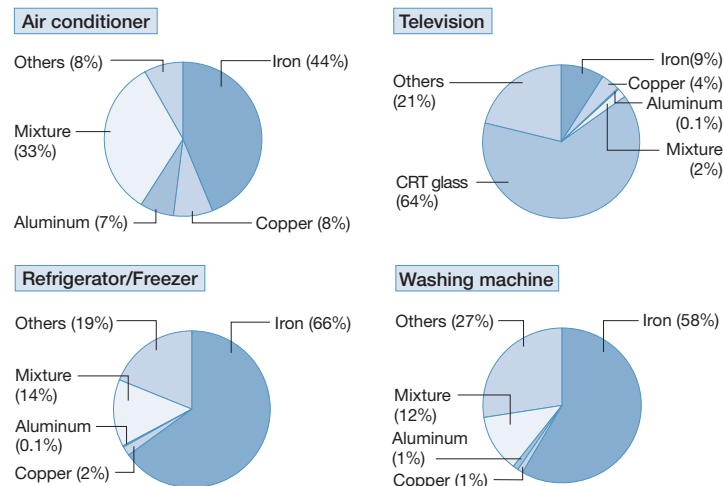 Air conditioner
Others (8%)
Iron (44%)
Mixture
(33%)
Aluminum (7%)
Copper (8%)
Television
Iron(9%)
Others
(21%)
Copper (4%)
Aluminum
(0.1%)
Mixture
(2%)
CRT glass
(64%)
Refrigerator/Freezer
Others (19%)
Iron (66%)
Mixture
(14%)
Aluminum
(0.1%)
Copper (2%)
Washing machine
Others (27%)
Iron (58%)
Mixture
(12%)
Aluminum
(1%)
Copper (1%)